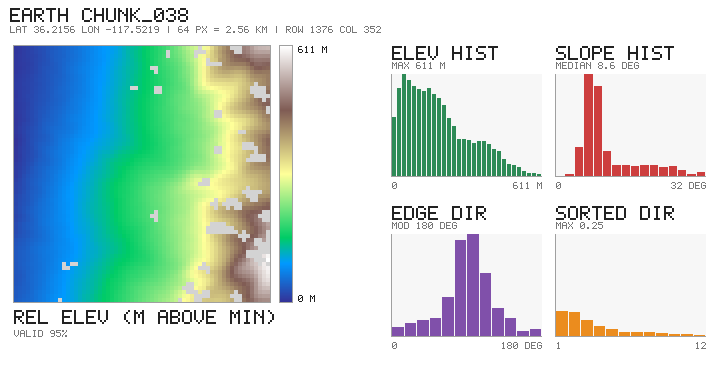 EARTH CHUNK_038
LAT 36.2156 LON -117.5219 | 64 PX = 2.56 KM | ROW 1376 COL 352
611 M
0 M
REL ELEV (M ABOVE MIN)
VALID 95%
ELEV HIST
MAX 611 M
0 611 M
SLOPE HIST
MEDIAN 8.6 DEG
0 32 DEG
EDGE DIR
MOD 180 DEG
0 180 DEG
SORTED DIR
MAX 0.25
1 12